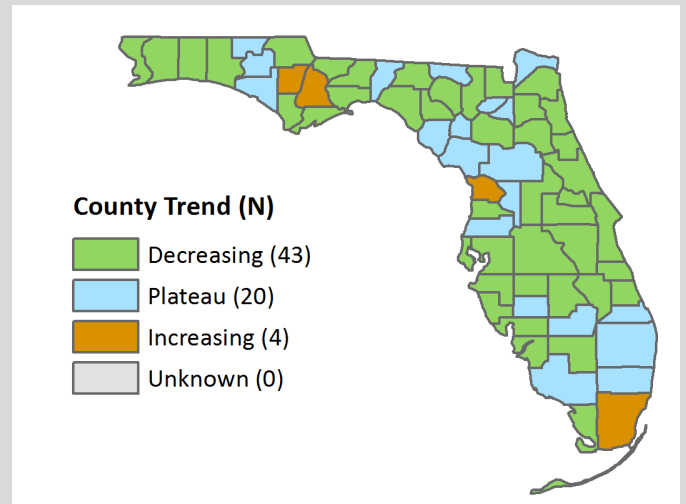 County Trend (N)
Decreasing (43)
Plateau (20)
Increasing (4)
Unknown (0)